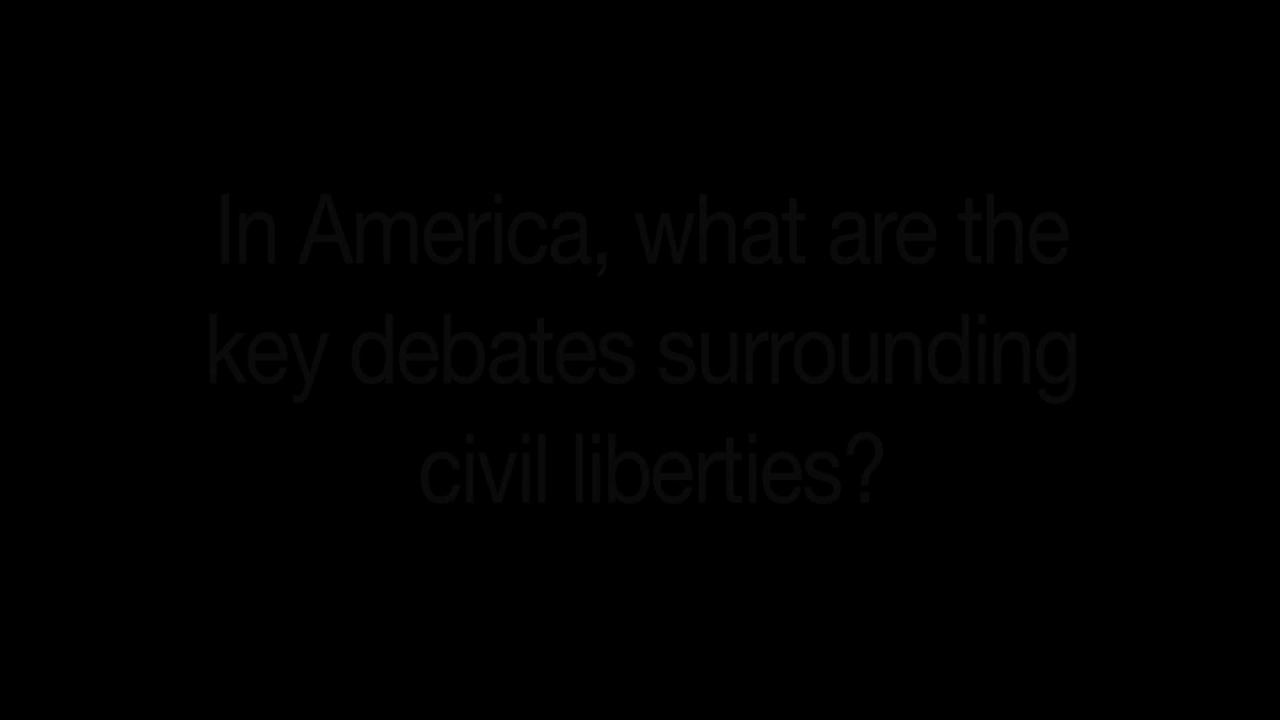 In America, what are the
key debates surrounding
civil liberties?